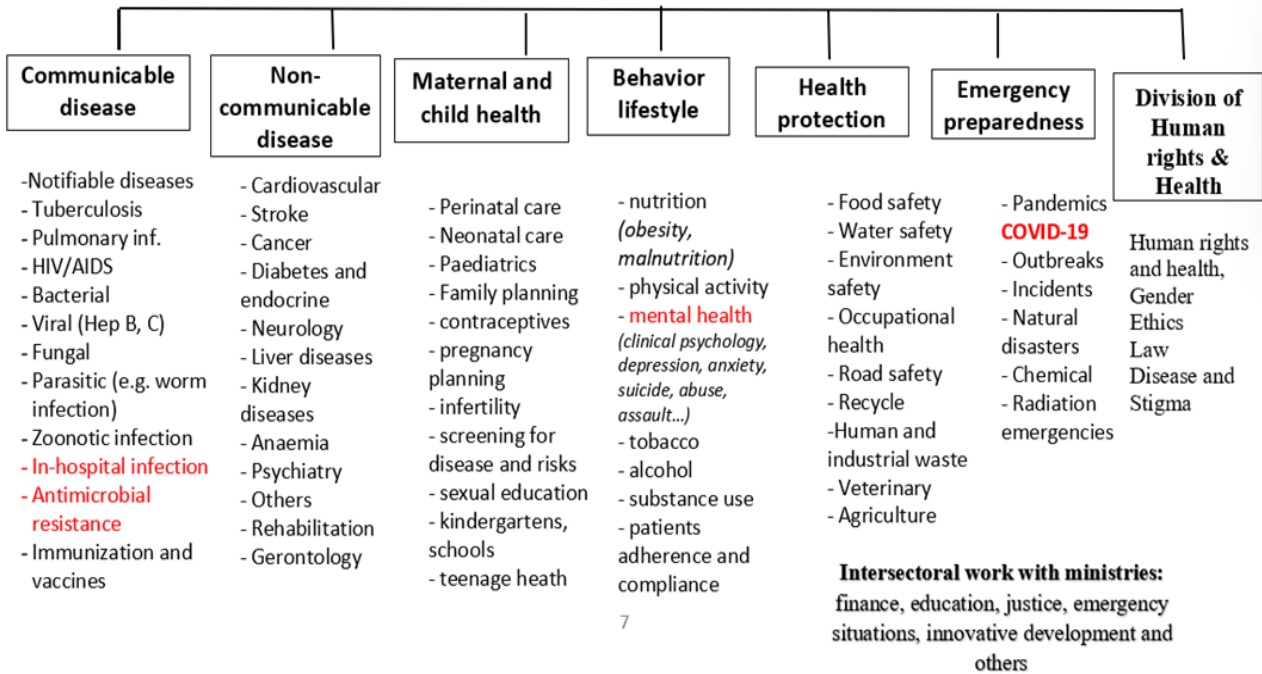 Communicable
disease
-Notifiable diseases
- Tuberculosis
- Pulmonary inf.
- HIV/AIDS
- Bacterial
- Viral (Hep B, C)
- Fungal
- Parasitic (e.g. worm
infection)
- Zoonotic infection
- In-hospital infection
- Antimicrobial
resistance
- Immunization and
vaccines
Non-
communicable
disease
- Cardiovascular
- Stroke
- Cancer
- Diabetes and
endocrine
- Neurology
- Liver diseases
- Kidney
diseases
- Anaemia
- Psychiatry
- Others
- Rehabilitation
- Gerontology
Maternal and
child health
- Perinatal care
- Neonatal care
- Paediatrics
- Family planning
- contraceptives
- pregnancy
planning
- infertility
- screening for
disease and risks
- sexual education
- kindergartens,
schools
- teenage heath
Behavior
lifestyle
- nutrition
(obesity,
malnutrition)
- physical activity
- mental health
(clinical psychology,
depression, anxiety,
suicide, abuse,
assault...)
- tobacco
- alcohol
- substance use
- patients
adherence and
compliance
Health
protection
- Food safety
- Water safety
- Environment
safety
- Occupational
health
- Road safety
- Recycle
-Human and
industrial waste
- Veterinary
- Agriculture
Emergency
preparedness
- Pandemics
COVID-19
- Outbreaks
- Incidents
- Natural
disasters
- Chemical
- Radiation
emergencies
Division of
Human
rights &
Health
Human rights
and health,
Gender
Ethics
Law
Disease and
Stigma
Intersectoral work with ministries:
finance, education, justice, emergency
situations, innovative development and
others
7